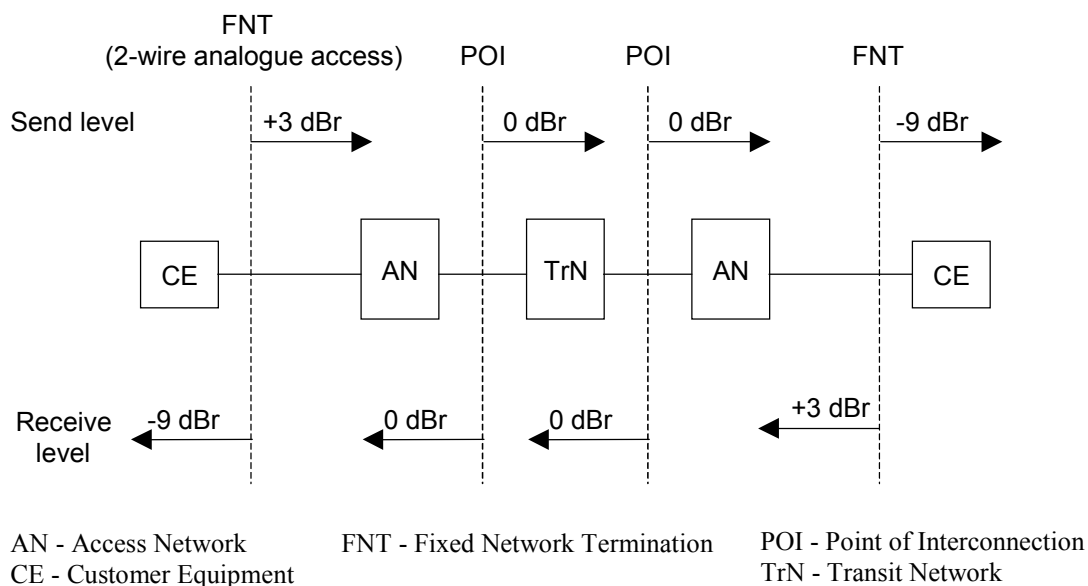 FNT
(2-wire analogue access)
POI
POI
FNT
Send level
+3 dBr
0 dBr
0 dBr
-9 dBr
CE
AN
TrN
AN
CE
Receive
level
-9 dBr
0 dBr
0 dBr
+3 dBr
AN - Access Network
FNT - Fixed Network Termination
POI - Point of Interconnection
CE - Customer Equipment
TrN - Transit Network